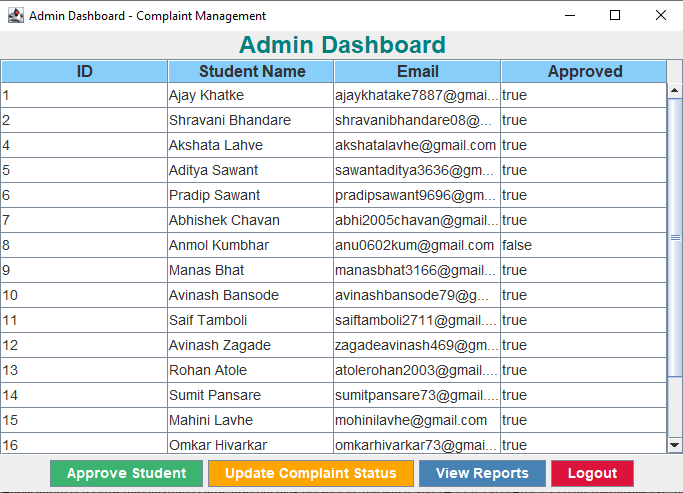 Admin Dashboard - Complaint Management
Admin Dashboard
ID Student Name Email Approved
1 Ajay Khatke ajaykhatake7887@gmai... true
2 Shravani Bhandare shravanibhandare08@... true
4 Akshata Lahve akshatalavhe@gmail.com true
5 Aditya Sawant sawantaditya3636@gm... true
6 Pradip Sawant pradipsawant9696@gm... true
7 Abhishek Chavan abhi2005chavan@gmail.... true
8 Anmol Kumbhar anu0602kum@gmail.com false
9 Manas Bhat manasbhat3166@gmail.... true
10 Avinash Bansode avinashbansode79@g... true
11 Saif Tamboli saiftamboli2711@gmail.... true
12 Avinash Zagade zagadeavinash469@gm... true
13 Rohan Atole atolerohan2003@gmail.... true
14 Sumit Pansare sumitpansare73@gmail.... true
15 Mahini Lavhe mohinilavhe@gmail.com true
16 Omkar Hivarkar omkarhivarkar73@gmai... true
Approve Student Update Complaint Status View Reports Logout